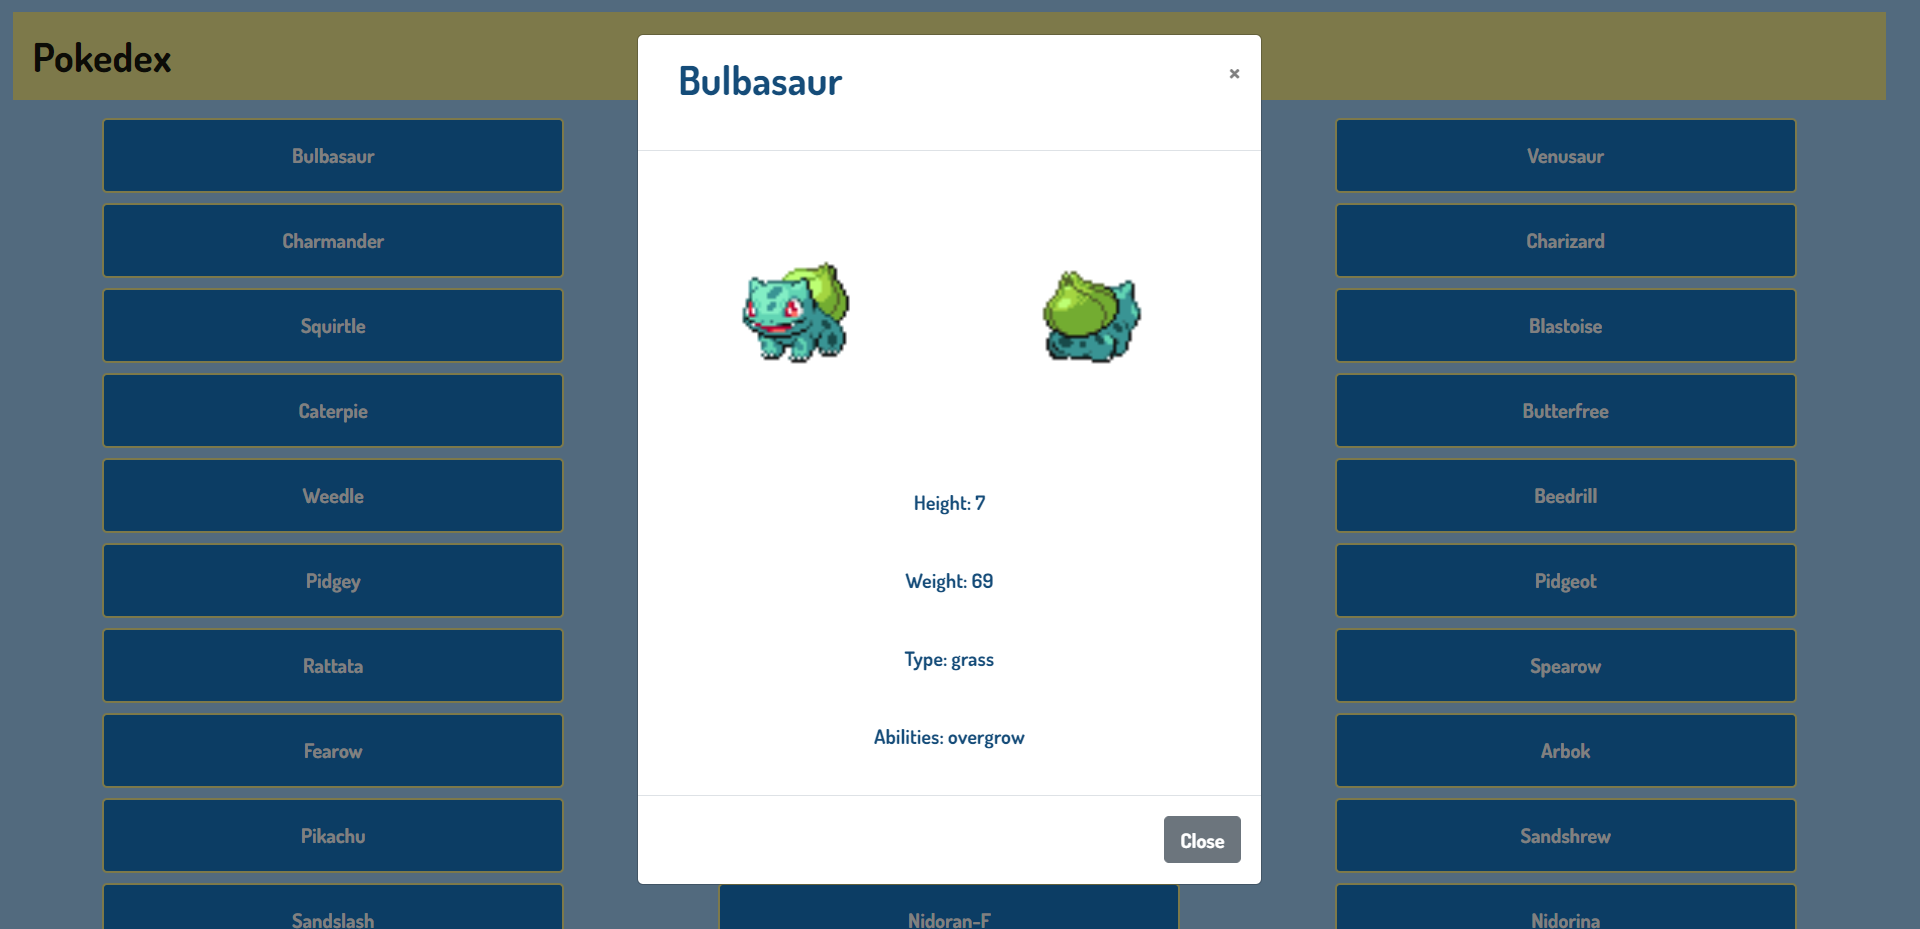 Pokedex
Bulbasaur
×
Height: 7
Weight: 69
Type: grass
Abilities: overgrow
Close
Bulbasaur
Venusaur
Charmander
Charizard
Squirtle
Blastoise
Caterpie
Butterfree
Weedle
Beedrill
Pidgey
Pidgeot
Rattata
Spearow
Fearow
Arbok
Pikachu
Sandshrew
Sandslash
Nidoran-F
Nidorina